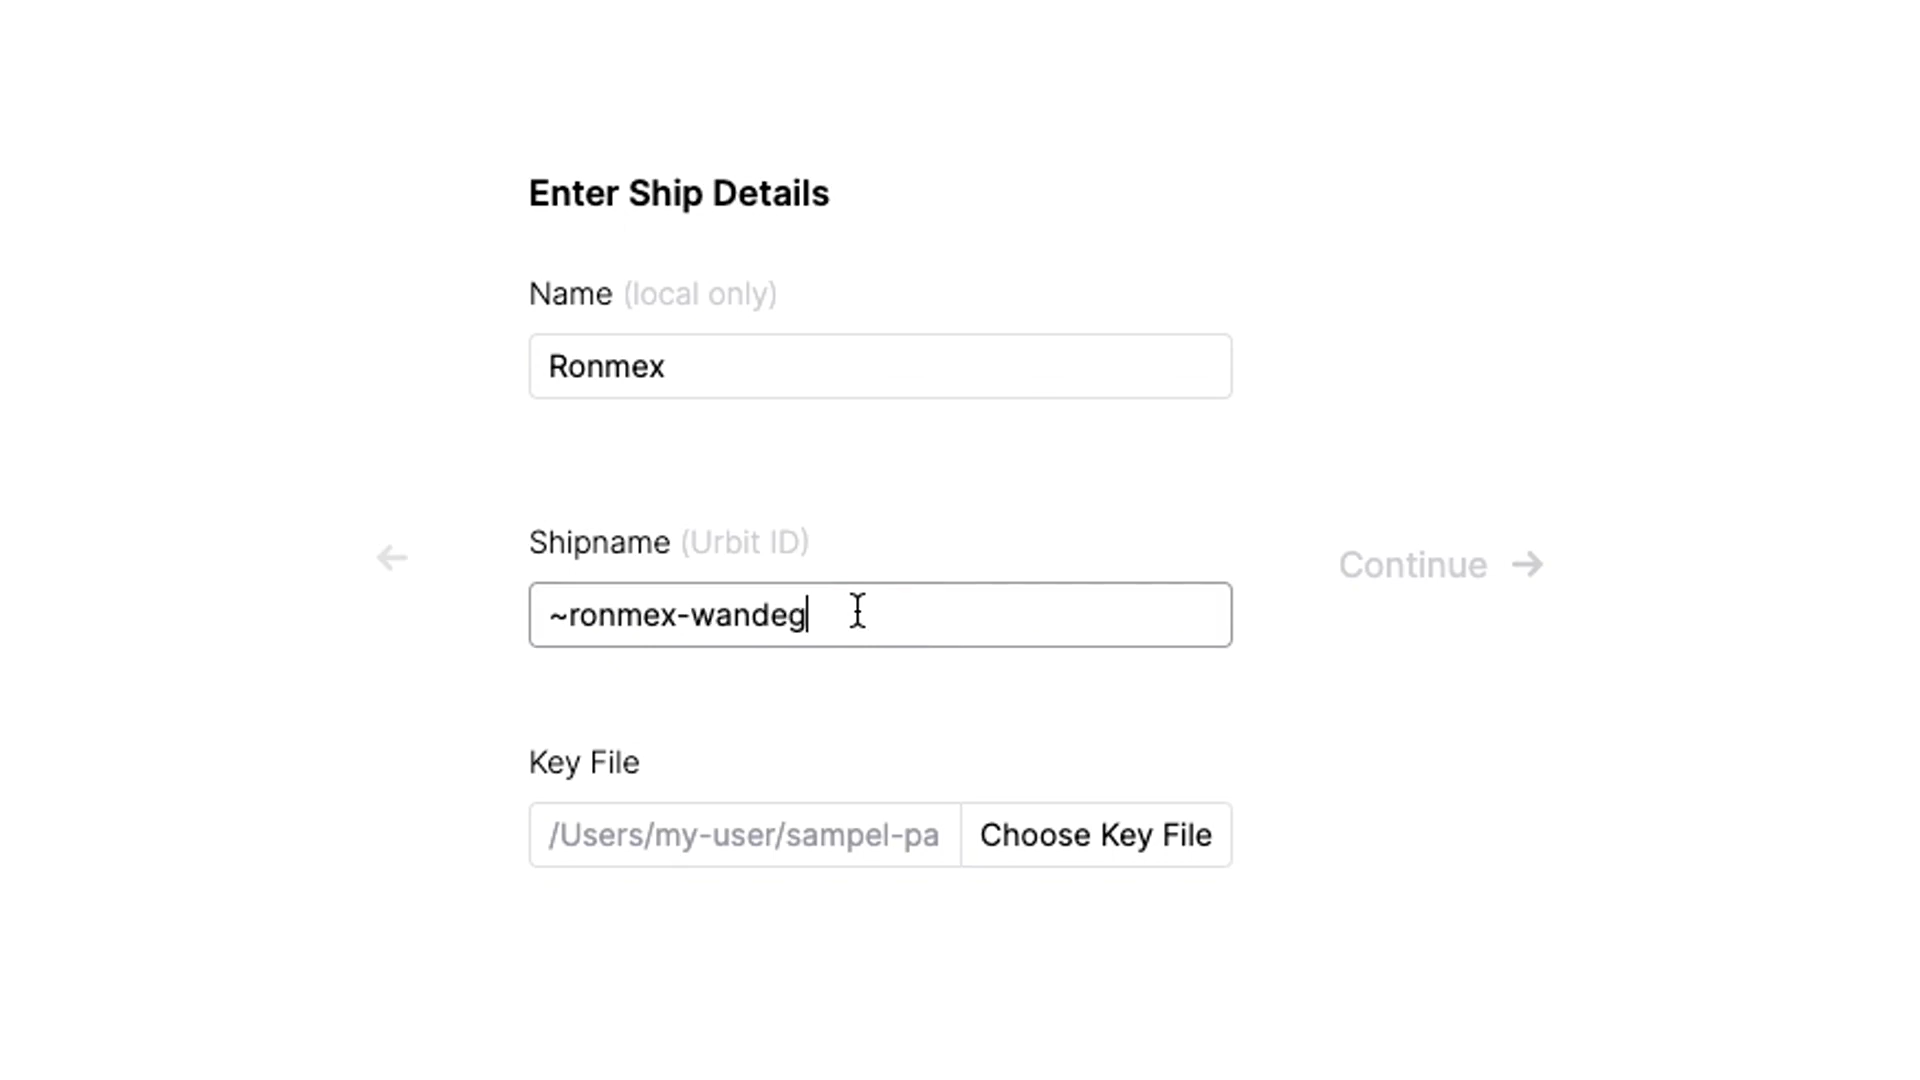 Enter Ship Details
Name (local only)
Ronmex
Shipname (Urbit ID)
~ronmex-wandeg
Continue →
Key File
/Users/my-user/sampel-pa
Choose Key File